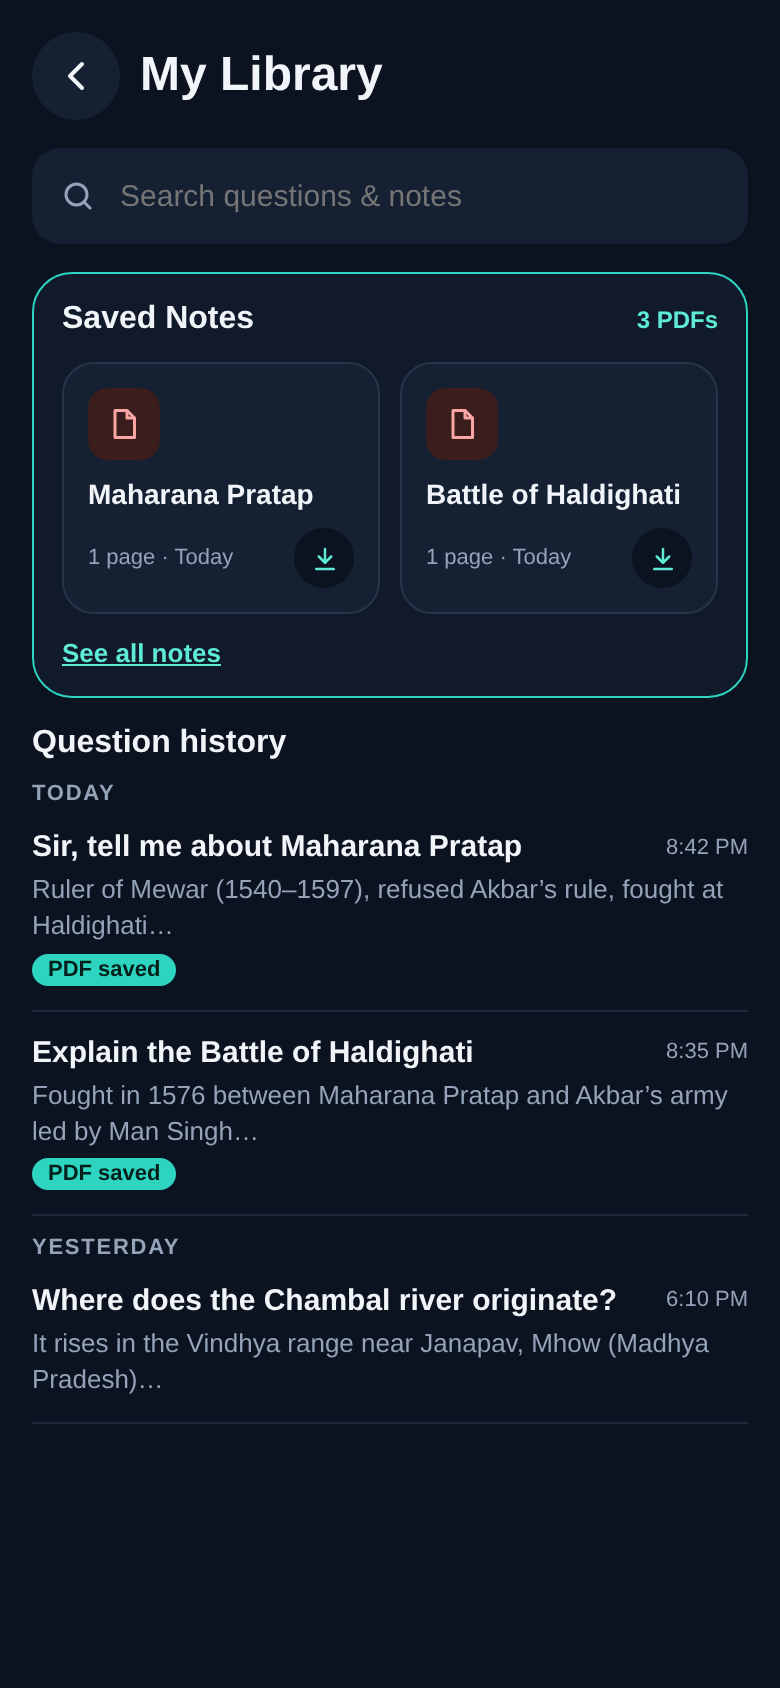 My Library
Search questions & notes
Saved Notes
3 PDFs
Maharana Pratap
1 page · Today
Battle of Haldighati
1 page · Today
See all notes
Question history
TODAY
Sir, tell me about Maharana Pratap
8:42 PM
Ruler of Mewar (1540–1597), refused Akbar’s rule, fought at
Haldighati…
PDF saved
Explain the Battle of Haldighati
8:35 PM
Fought in 1576 between Maharana Pratap and Akbar’s army
led by Man Singh…
PDF saved
YESTERDAY
Where does the Chambal river originate?
6:10 PM
It rises in the Vindhya range near Janapav, Mhow (Madhya
Pradesh)…